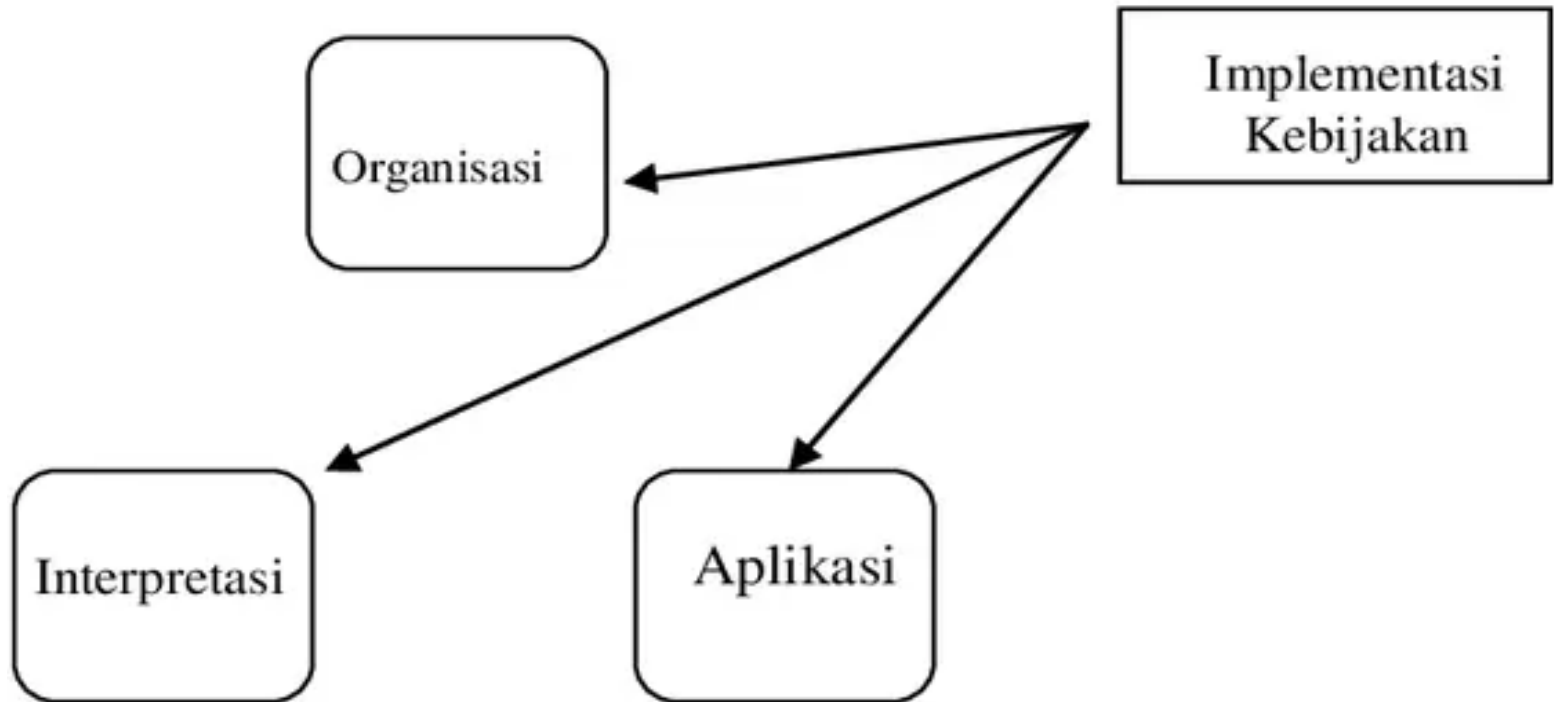 Implementasi
Kebijakan
Organisasi
Interpretasi
Aplikasi